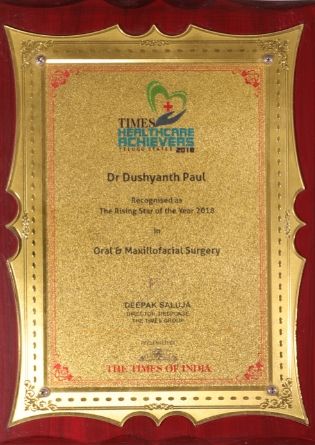 TIMES
HEALTHCARE
ACHIEVERS
TELUGU STATES 2018
Dr Dushyanth Paul
Recognised as
The Rising Star of the Year 2018
in
Oral & Maxillofacial Surgery
DEEPAK SALUJA
DIRECTOR, RESPONSE
THE TIMES GROUP
THE TIMES OF INDIA